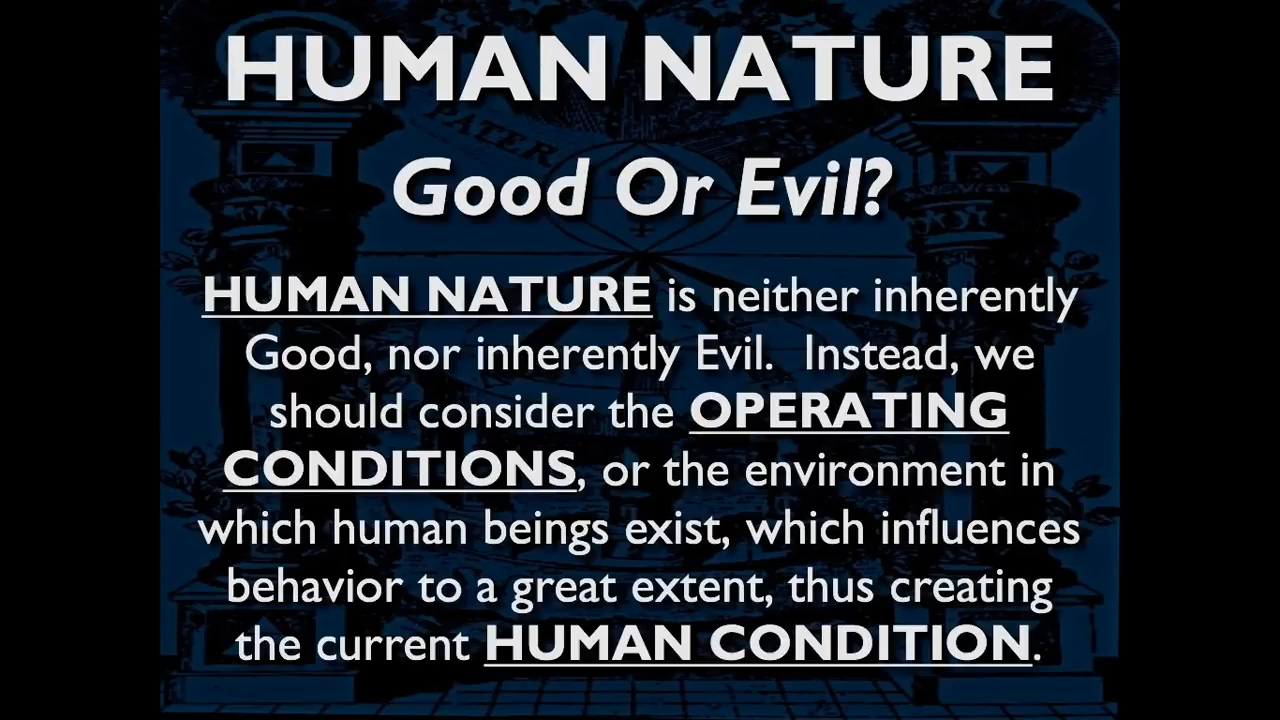 HUMAN NATURE
PATER
Good Or Evil?
HUMAN NATURE is neither inherently
Good, nor inherently Evil.  Instead, we
should consider the OPERATING
CONDITIONS, or the environment in
which human beings exist, which influences
behavior to a great extent, thus creating
the current HUMAN CONDITION.